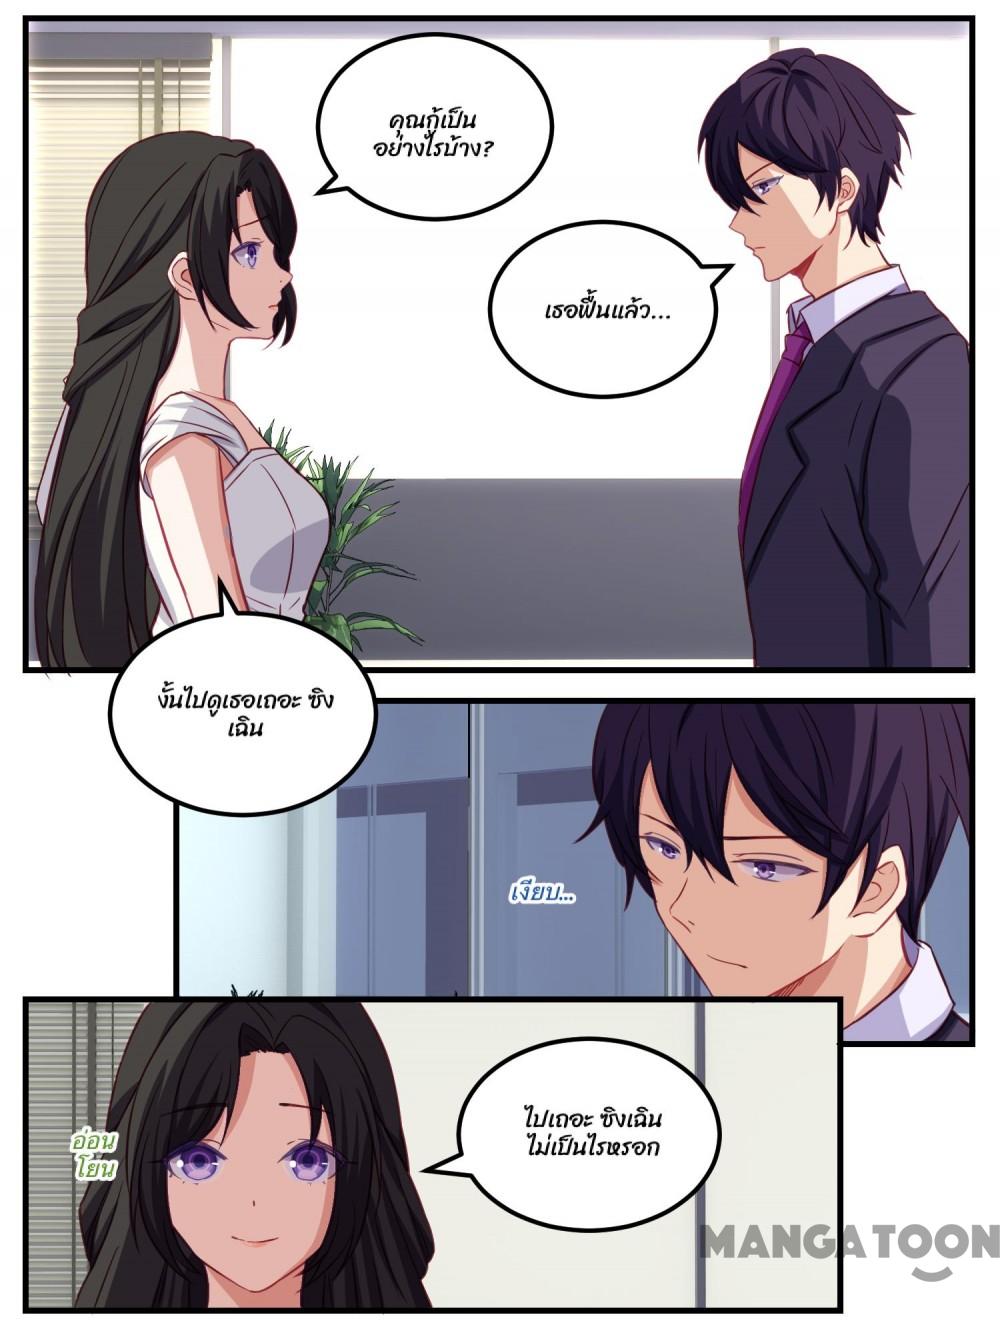 คุณกู้เป็น
อย่างไรบ้าง?
เธอฟื้นแล้ว...
งั้นไปดูเธอเถอะ ซิง
เฉิน
เงียบ...
ไปเถอะ ซิงเฉิน
ไม่เป็นไรหรอก
อ่อน
โยน
MANGATOON